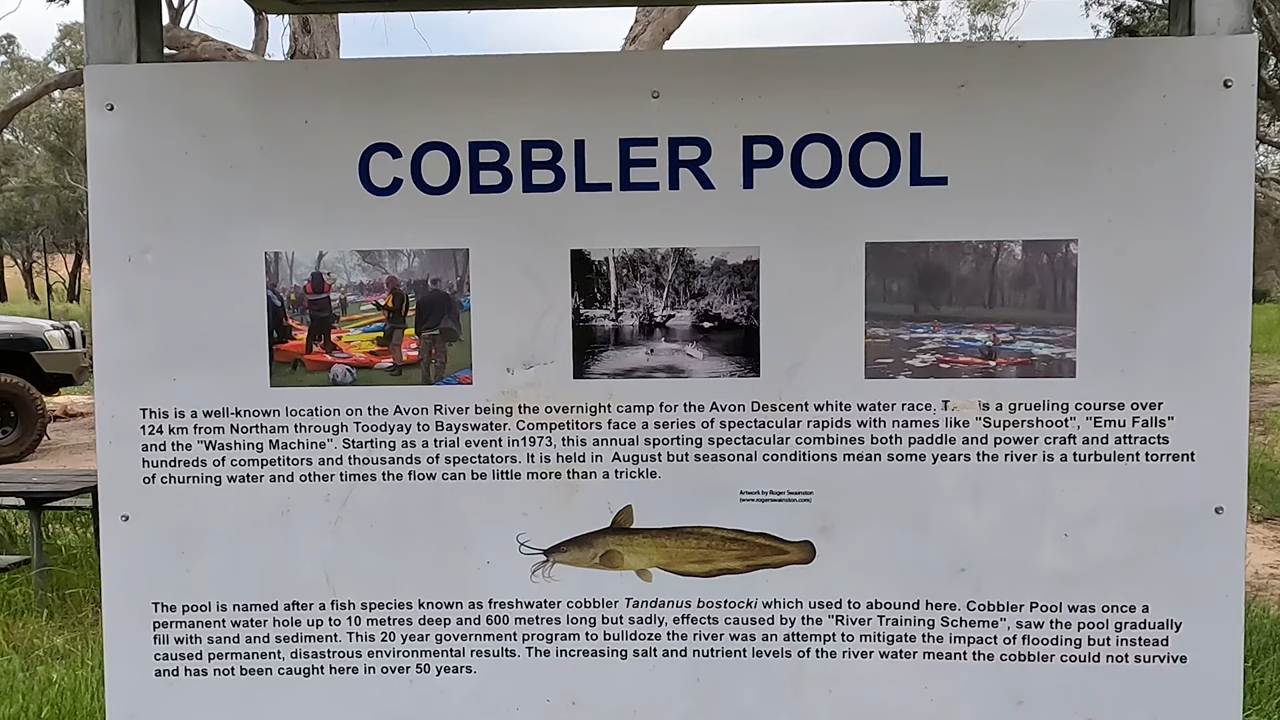 COBBLER POOL
This is a well-known location on the Avon River being the overnight camp for the Avon Descent white water race. is a grueling course over
124 km from Northam through Toodyay to Bayswater. Competitors face a series of spectacular rapids with names like "Supershoot", "Emu Falls"
and the "Washing Machine". Starting as a trial event in1973, this annual sporting spectacular combines both paddle and power craft and attracts
hundreds of competitors and thousands of spectators. It is held in August but seasonal conditions mean some years the river is a turbulent torrent
of churning water and other times the flow can be little more than a trickle.
Artwork by Roger Swainston
(www.rogerswainston.com)
The pool is named after a fish species known as freshwater cobbler Tandanus bostocki which used to abound here. Cobbler Pool was once a
permanent water hole up to 10 metres deep and 600 metres long but sadly, effects caused by the "River Training Scheme", saw the pool gradually
fill with sand and sediment. This 20 year government program to bulldoze the river was an attempt to mitigate the impact of flooding but instead
caused permanent, disastrous environmental results. The increasing salt and nutrient levels of the river water meant the cobbler could not survive
and has not been caught here in over 50 years.